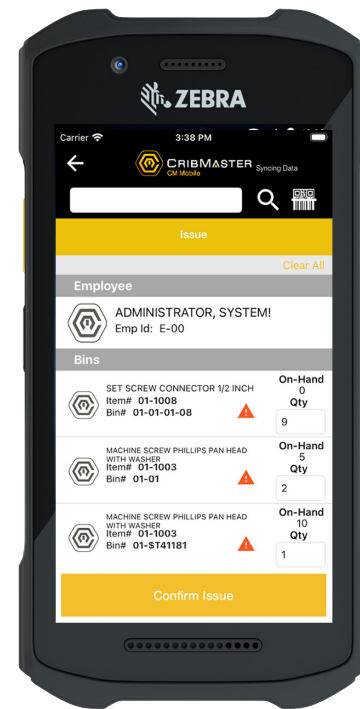 ZEBRA
Carrier 3:38 PM
CRIBMASTER
CM Mobile Syncing Data
Issue
Clear All
Employee
ADMINISTRATOR, SYSTEM!
Emp Id: E-00
Bins
SET SCREW CONNECTOR 1/2 INCH
Item# 01-1008
Bin# 01-01-01-08
On-Hand
0
Qty
9
MACHINE SCREW PHILLIPS PAN HEAD
WITH WASHER
Item# 01-1003
Bin# 01-01
On-Hand
5
Qty
2
MACHINE SCREW PHILLIPS PAN HEAD
WITH WASHER
Item# 01-1003
Bin# 01-ST41181
On-Hand
10
Qty
1
Confirm Issue